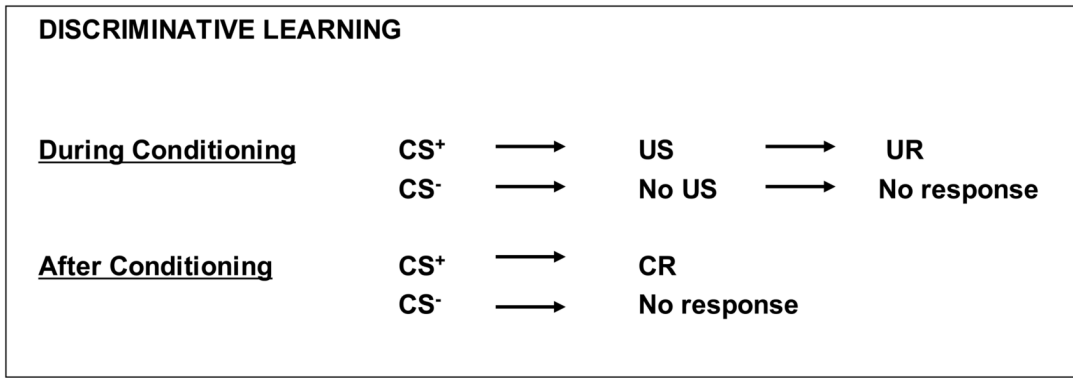 DISCRIMINATIVE LEARNING
During Conditioning CS⁺ → US → UR
CS⁻ → No US → No response
After Conditioning CS⁺ → CR
CS⁻ → No response